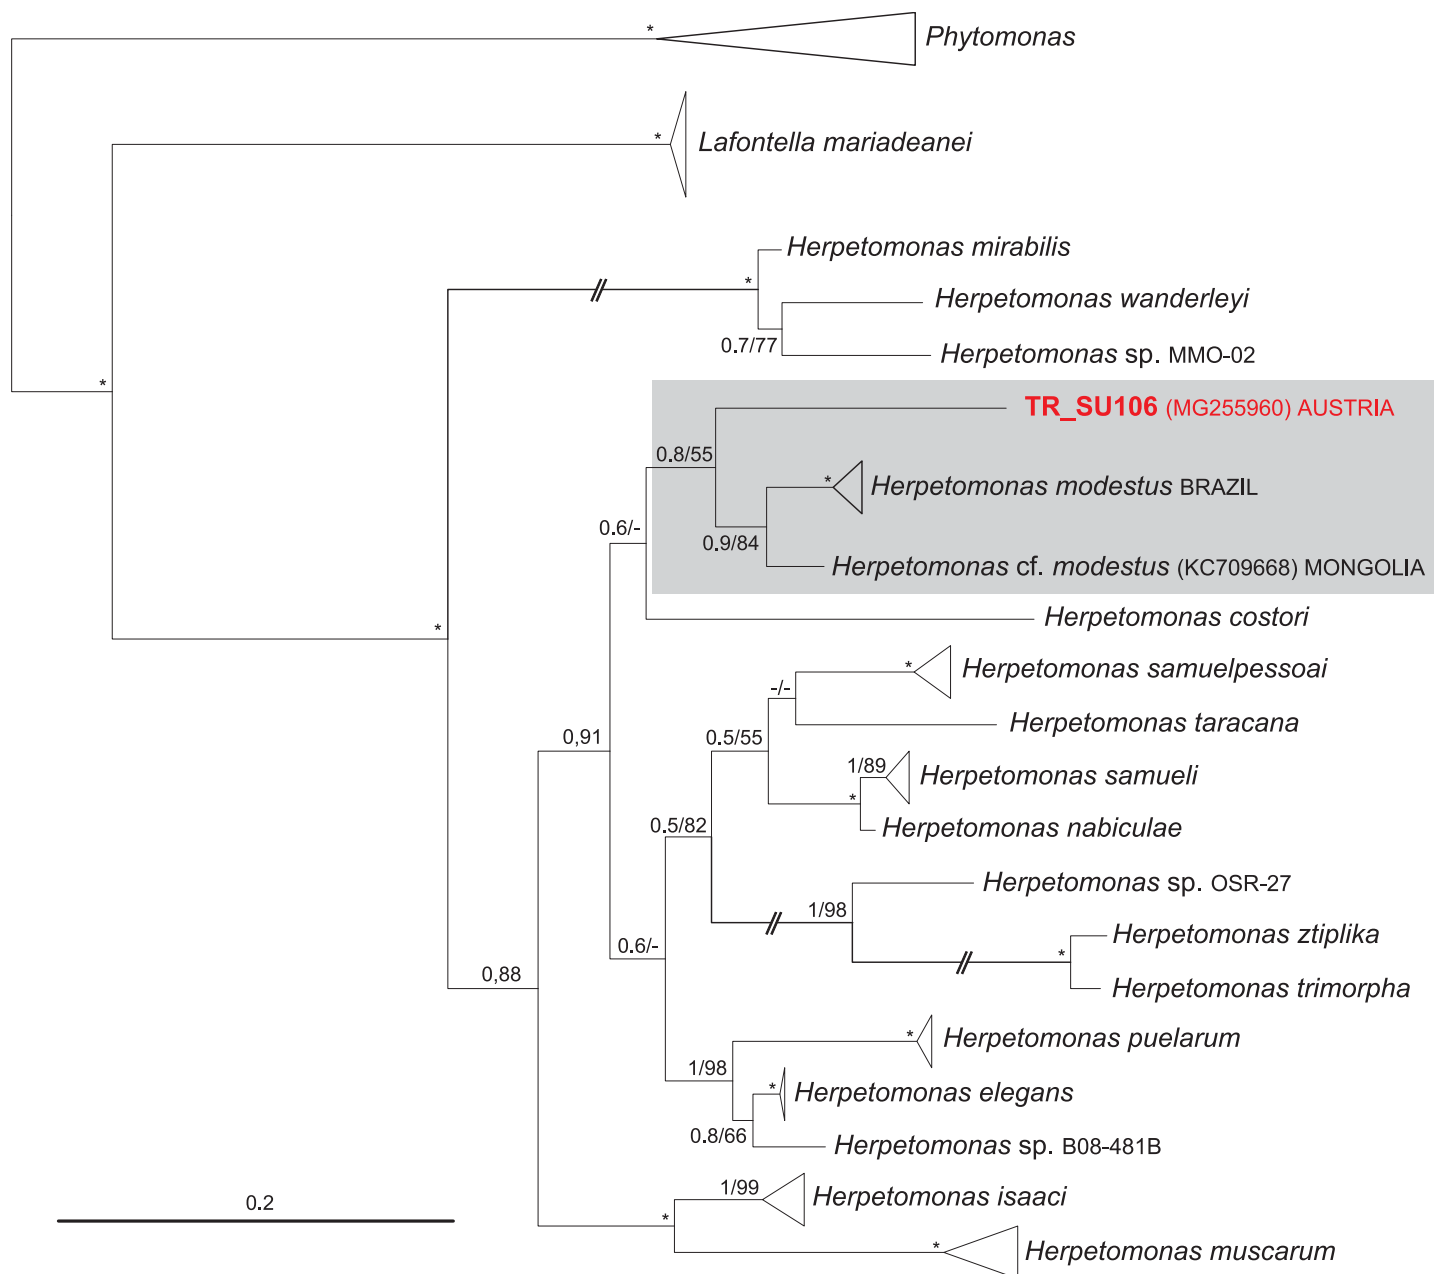 * Phytomonas
* Lafontella mariadeanei
Herpetomonas mirabilis
*
Herpetomonas wanderleyi
0.7/77
Herpetomonas sp. MMO-02
*
TR_SU106 (MG255960) AUSTRIA
0.8/55
* Herpetomonas modestus BRAZIL
0.6/-
0.9/84
Herpetomonas cf. modestus (KC709668) MONGOLIA
Herpetomonas costori
*
* Herpetomonas samuelpessoai
-/-
Herpetomonas taracana
0,91
0.5/55
1/89 Herpetomonas samueli
*
0.5/82
Herpetomonas nabiculae
Herpetomonas sp. OSR-27
1/98
Herpetomonas ztiplika
0.6/-
*
0,88
Herpetomonas trimorpha
* Herpetomonas puelarum
1/98
* Herpetomonas elegans
0.8/66
Herpetomonas sp. B08-481B
1/99 Herpetomonas isaaci
0.2
*
* Herpetomonas muscarum